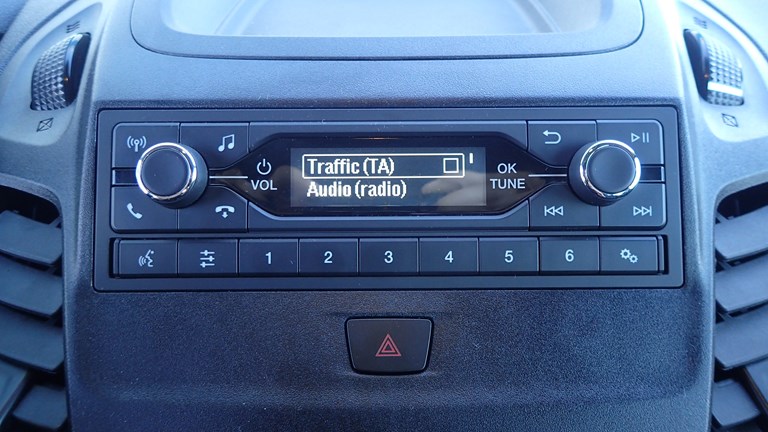 Traffic (TA)
Audio (radio)
VOL
OK
TUNE
1 2 3 4 5 6